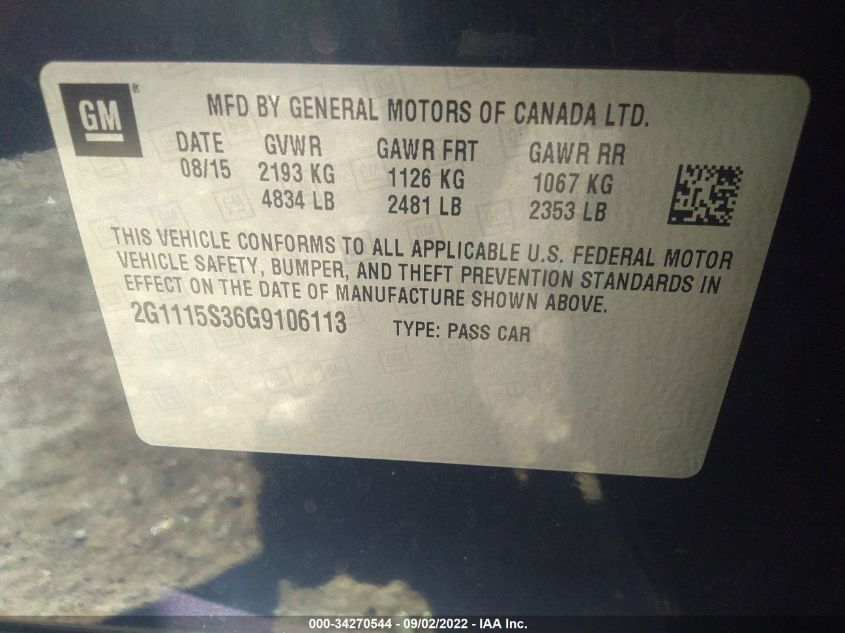 GM
MFD BY GENERAL MOTORS OF CANADA LTD.
DATE GVWR GAWR FRT GAWR RR
08/15 2193 KG 1126 KG 1067 KG
4834 LB 2481 LB 2353 LB
THIS VEHICLE CONFORMS TO ALL APPLICABLE U.S. FEDERAL MOTOR
VEHICLE SAFETY, BUMPER, AND THEFT PREVENTION STANDARDS IN
EFFECT ON THE DATE OF MANUFACTURE SHOWN ABOVE.
2G1115S36G9106113 TYPE: PASS CAR
000-34270544 - 09/02/2022 - IAA Inc.